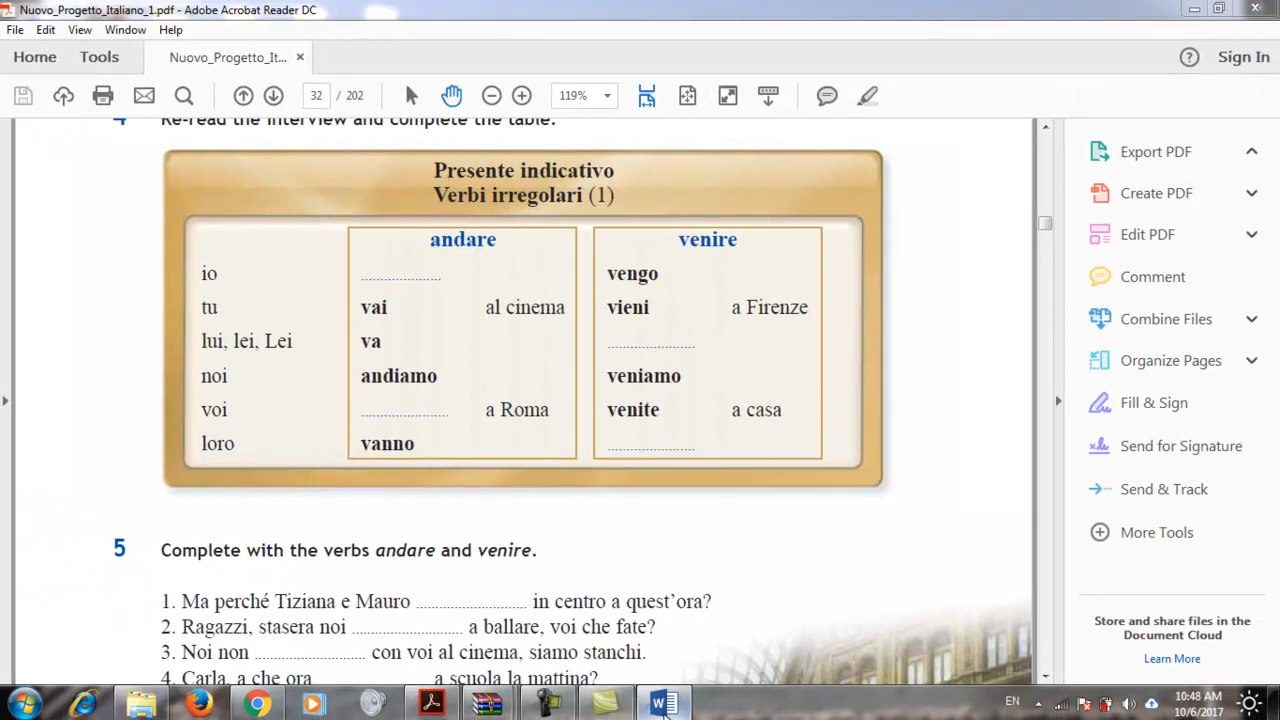 Nuovo_Progetto_Italiano_1.pdf - Adobe Acrobat Reader DC
File Edit View Window Help
Home Tools Nuovo_Progetto_It... × Sign In
32 / 202 119%
4 Re-read the interview and complete the table.
Presente indicativo
Verbi irregolari (1)
andare venire
io ........................ vengo
tu vai al cinema vieni a Firenze
lui, lei, Lei va ..........................
noi andiamo veniamo
voi .......................... a Roma venite a casa
loro vanno ..........................
5 Complete with the verbs andare and venire.
1. Ma perché Tiziana e Mauro .............................. in centro a quest'ora?
2. Ragazzi, stasera noi .............................. a ballare, voi che fate?
3. Noi non .............................. con voi al cinema, siamo stanchi.
4. Carla, a che ora a scuola la mattina?
Export PDF
Create PDF
Edit PDF
Comment
Combine Files
Organize Pages
Fill & Sign
Send for Signature
Send & Track
More Tools
Store and share files in the
Document Cloud
Learn More
EN
10:48 AM
10/6/2017